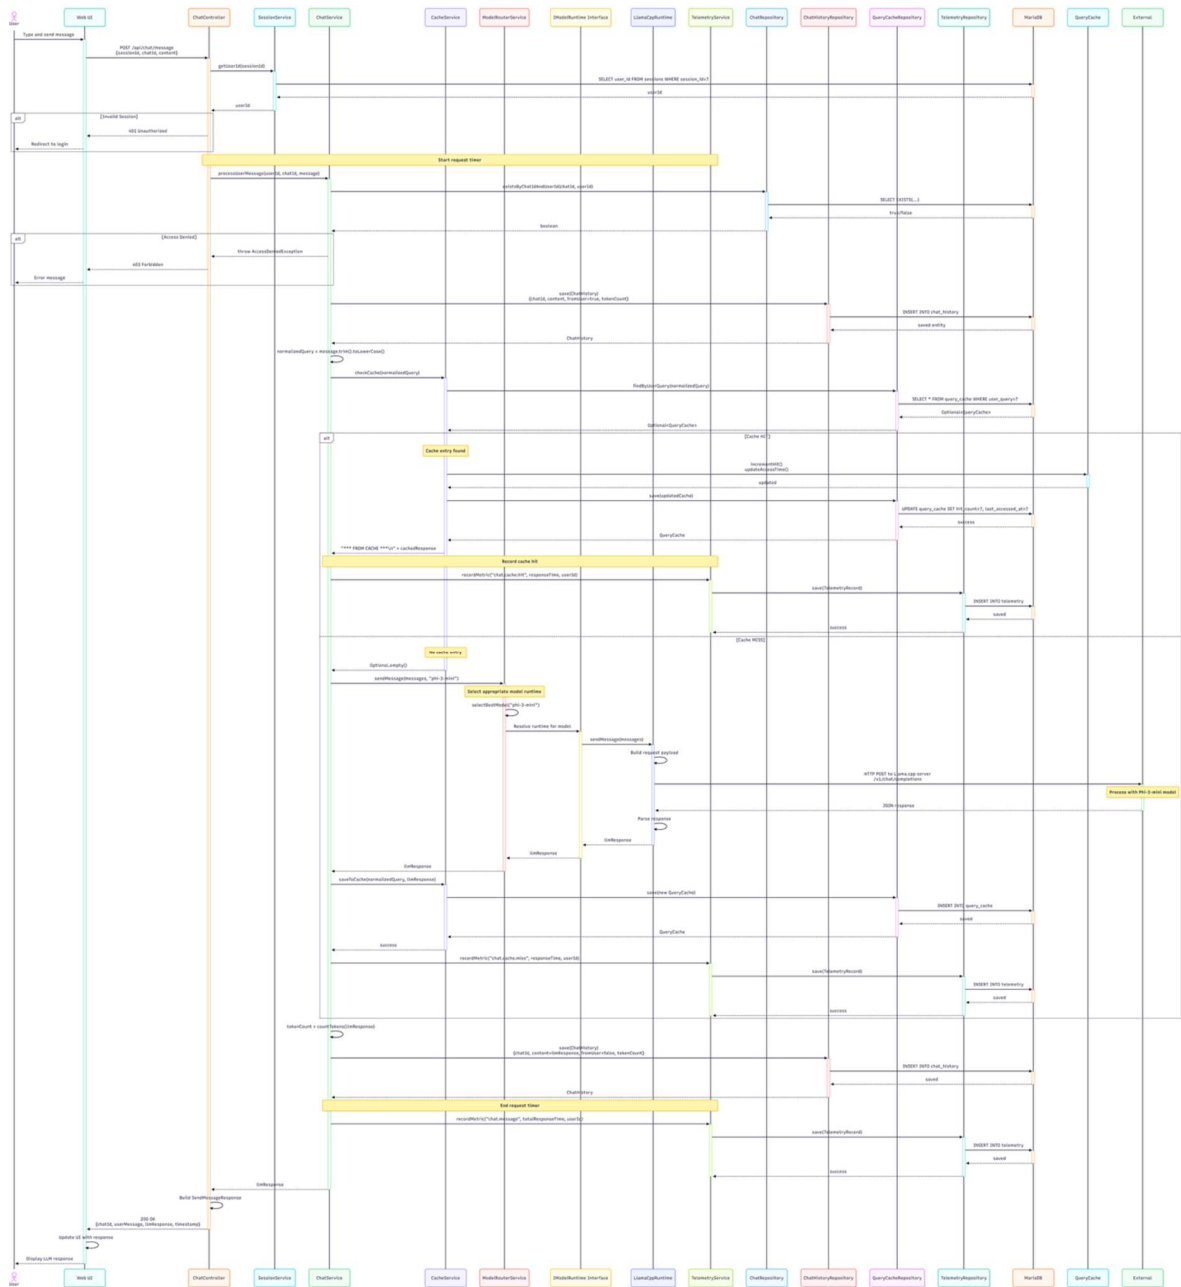 User
Web UI
ChatController
SessionService
ChatService
CacheService
ModelRouterService
IModelRuntime Interface
LlamaCppRuntime
TelemetryService
ChatRepository
ChatHistoryRepository
QueryCacheRepository
TelemetryRepository
MariaDB
QueryCache
External
Type and send message
POST /api/chat/message
{sessionId, chatId, content}
getUserId(sessionId)
SELECT user_id FROM sessions WHERE session_id=?
userId
userId
alt
[Invalid Session]
401 Unauthorized
Redirect to login
Start request timer
processUserMessage(userId, chatId, message)
existsByChatIdAndUserId(chatId, userId)
SELECT EXISTS(...)
true/false
boolean
alt
[Access Denied]
throw AccessDeniedException
403 Forbidden
Error message
save(ChatHistory)
{chatId, content, fromUser=true, tokenCount}
INSERT INTO chat_history
saved entity
ChatHistory
normalizedQuery = message.trim().toLowerCase()
checkCache(normalizedQuery)
findByUserQuery(normalizedQuery)
SELECT * FROM query_cache WHERE user_query=?
Optional<QueryCache>
Optional<QueryCache>
alt
[Cache HIT]
Cache entry found
incrementHit()
updateAccessTime()
updated
save(updatedCache)
UPDATE query_cache SET hit_count=?, last_accessed_at=?
success
QueryCache
"*** FROM CACHE ***\n" + cachedResponse
Record cache hit
recordMetric("chat.cache.hit", responseTime, userId)
save(TelemetryRecord)
INSERT INTO telemetry
saved
success
[Cache MISS]
No cache entry
Optional.empty()
sendMessage(messages, "phi-3-mini")
Select appropriate model runtime
selectBestModel("phi-3-mini")
Resolve runtime for model
sendMessage(messages)
Build request payload
HTTP POST to Llama.cpp server
/v1/chat/completions
Process with Phi-3-mini model
JSON response
Parse response
llmResponse
llmResponse
llmResponse
saveToCache(normalizedQuery, llmResponse)
save(new QueryCache)
INSERT INTO query_cache
saved
QueryCache
success
recordMetric("chat.cache.miss", responseTime, userId)
save(TelemetryRecord)
INSERT INTO telemetry
saved
success
tokenCount = countTokens(llmResponse)
save(ChatHistory)
{chatId, content=llmResponse, fromUser=false, tokenCount}
INSERT INTO chat_history
saved
ChatHistory
End request timer
recordMetric("chat.message", totalResponseTime, userId)
save(TelemetryRecord)
INSERT INTO telemetry
saved
success
llmResponse
Build SendMessageResponse
200 OK
{chatId, userMessage, llmResponse, timestamp}
Update UI with response
Display LLM response
User
Web UI
ChatController
SessionService
ChatService
CacheService
ModelRouterService
IModelRuntime Interface
LlamaCppRuntime
TelemetryService
ChatRepository
ChatHistoryRepository
QueryCacheRepository
TelemetryRepository
MariaDB
QueryCache
External